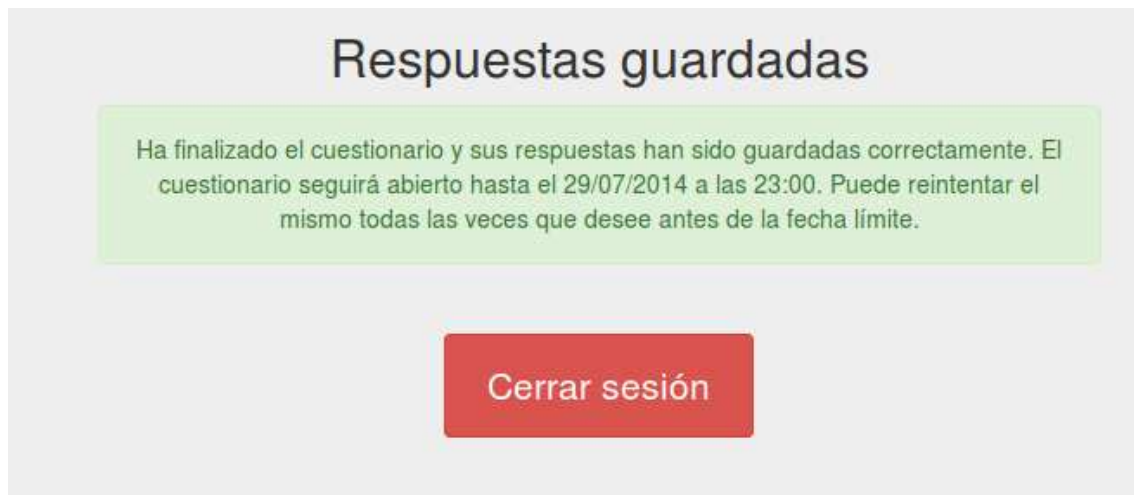 Respuestas guardadas
Ha finalizado el cuestionario y sus respuestas han sido guardadas correctamente. El
cuestionario seguirá abierto hasta el 29/07/2014 a las 23:00. Puede reintentar el
mismo todas las veces que desee antes de la fecha límite.
Cerrar sesión